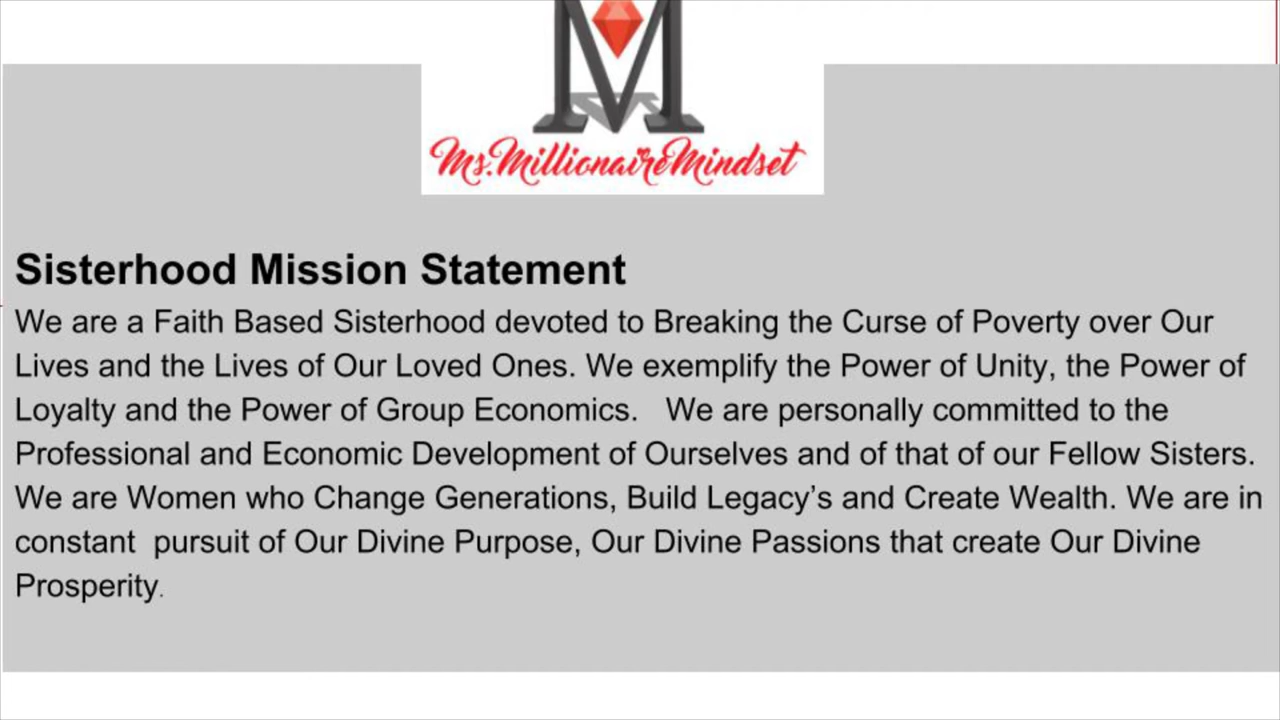 M
Ms.MillionaireMindset
Sisterhood Mission Statement
We are a Faith Based Sisterhood devoted to Breaking the Curse of Poverty over Our
Lives and the Lives of Our Loved Ones. We exemplify the Power of Unity, the Power of
Loyalty and the Power of Group Economics.   We are personally committed to the
Professional and Economic Development of Ourselves and of that of our Fellow Sisters.
We are Women who Change Generations, Build Legacy’s and Create Wealth. We are in
constant  pursuit of Our Divine Purpose, Our Divine Passions that create Our Divine
Prosperity.